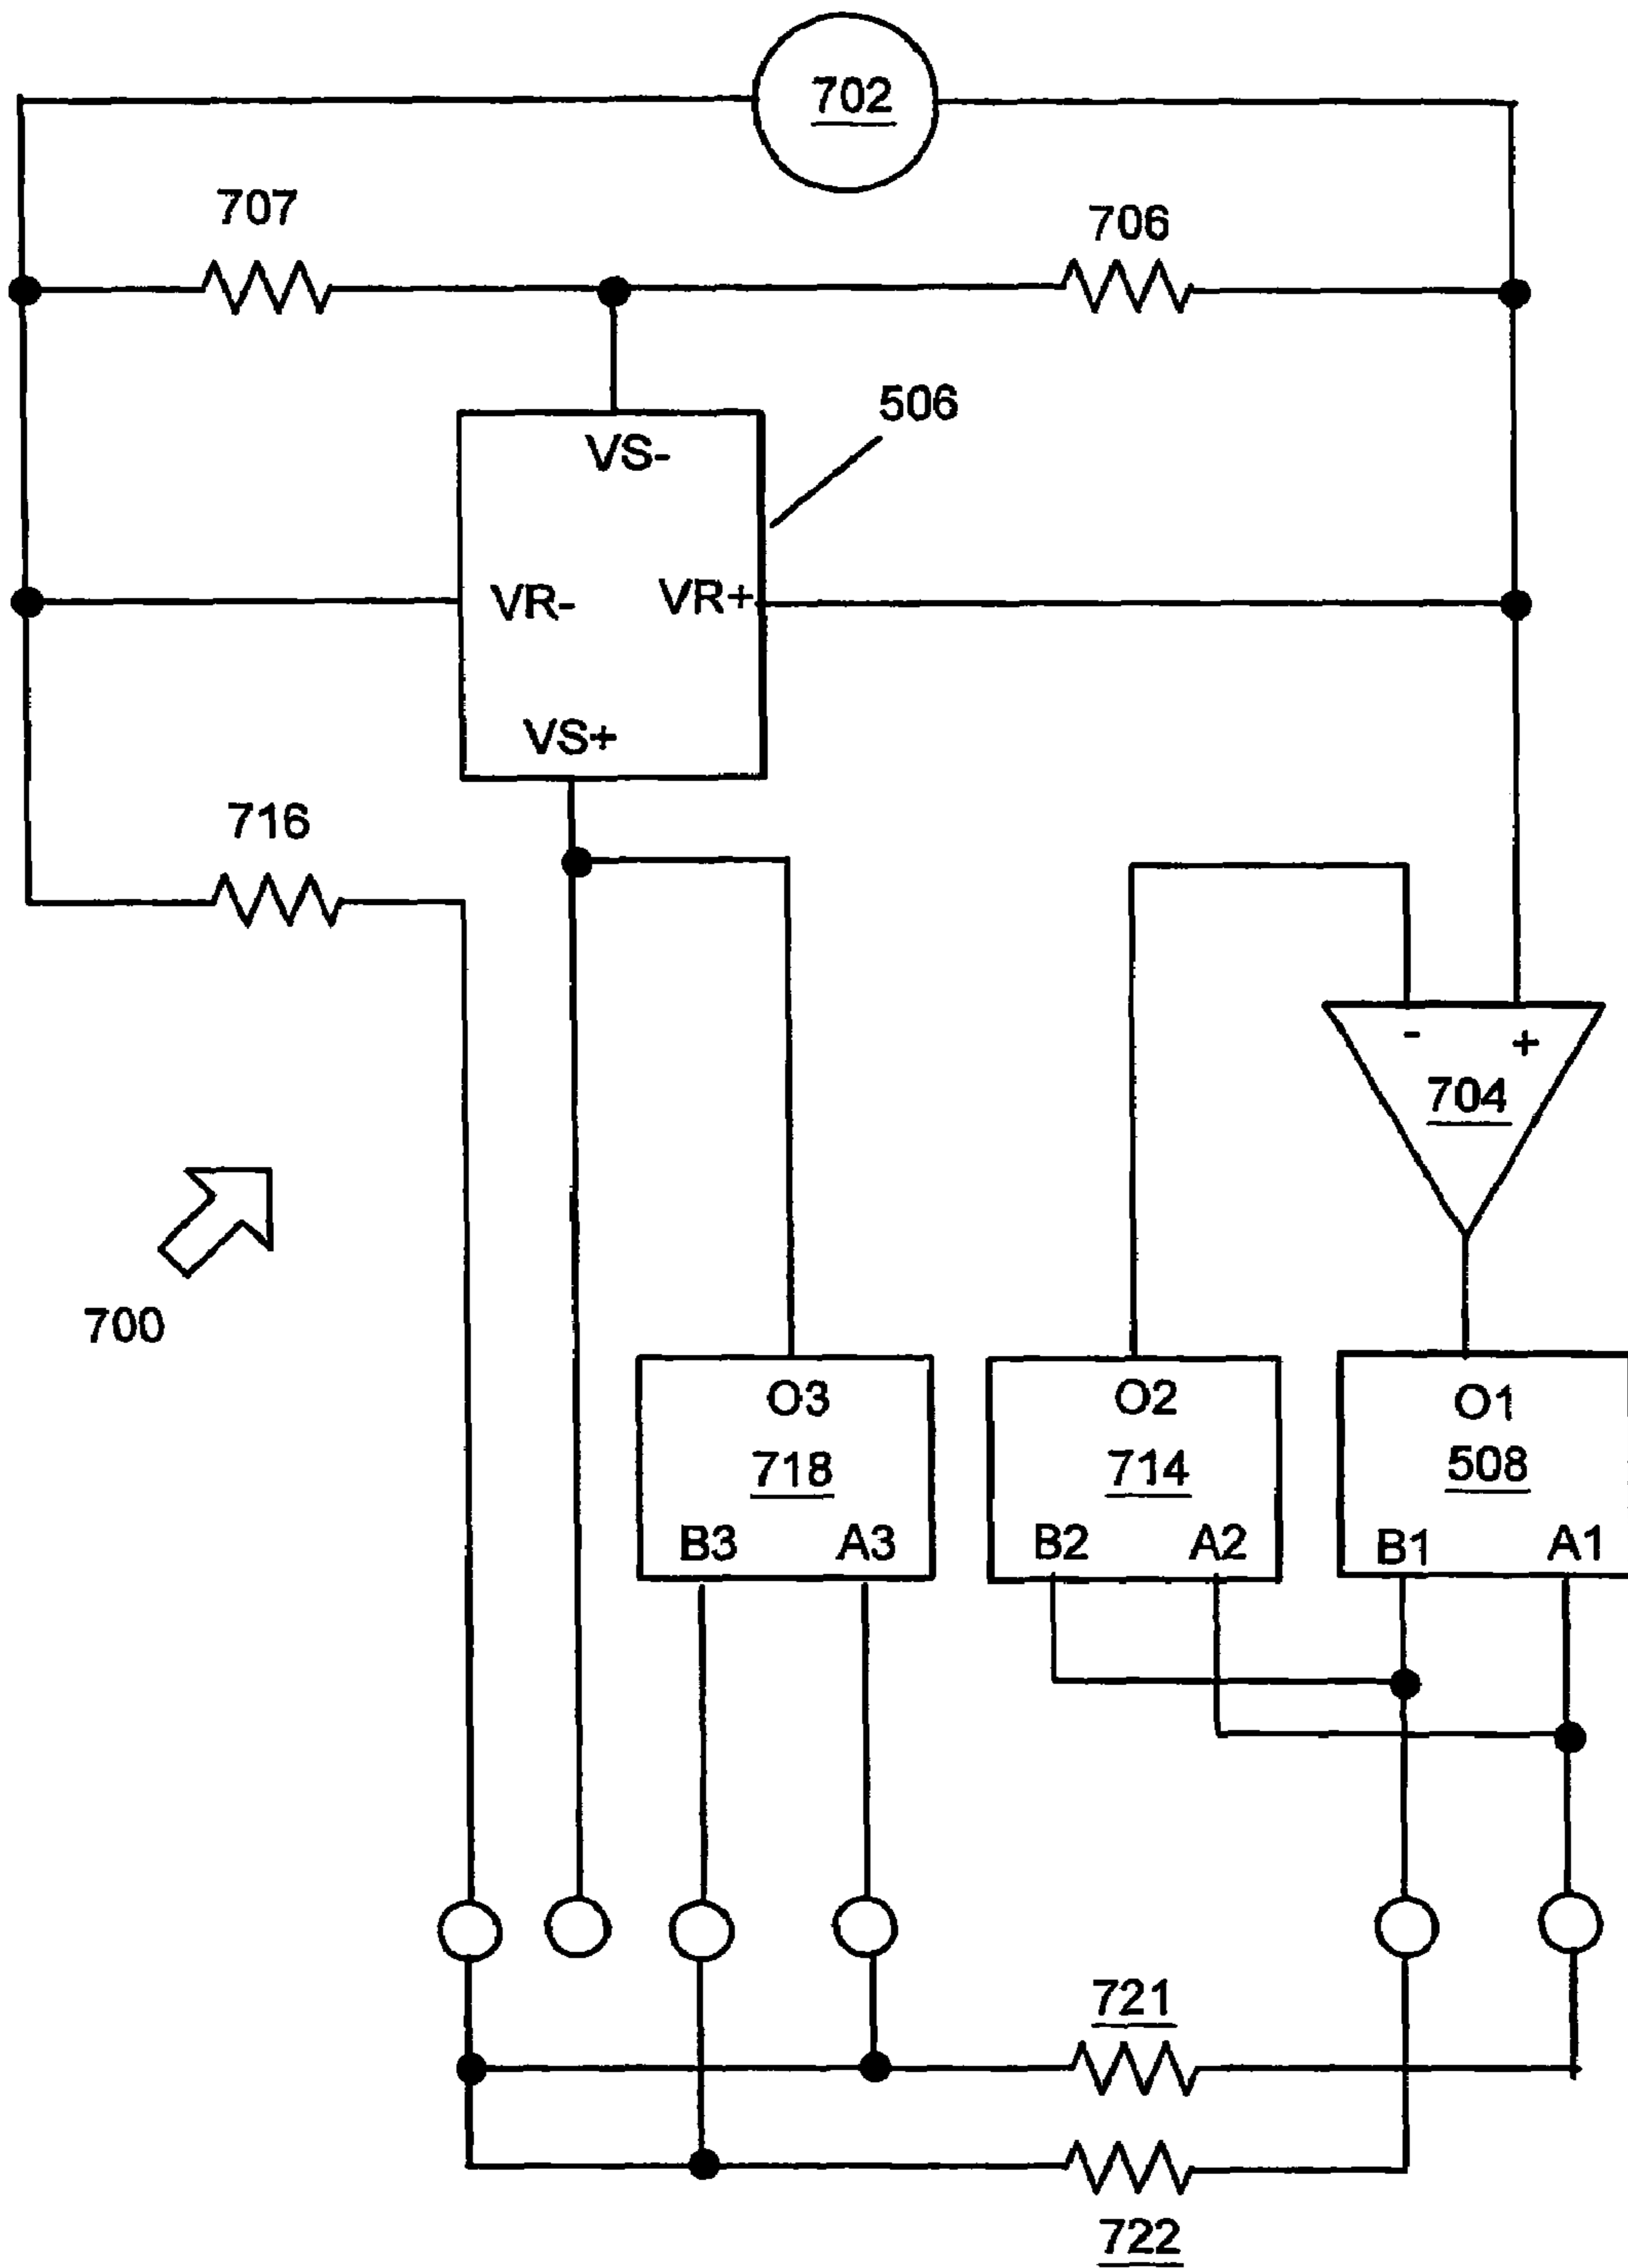 702
707
706
506
VS-
VR-
VR+
VS+
716
-
+
704
700
O3
O2
O1
718
714
508
B3
A3
B2
A2
B1
A1
721
722